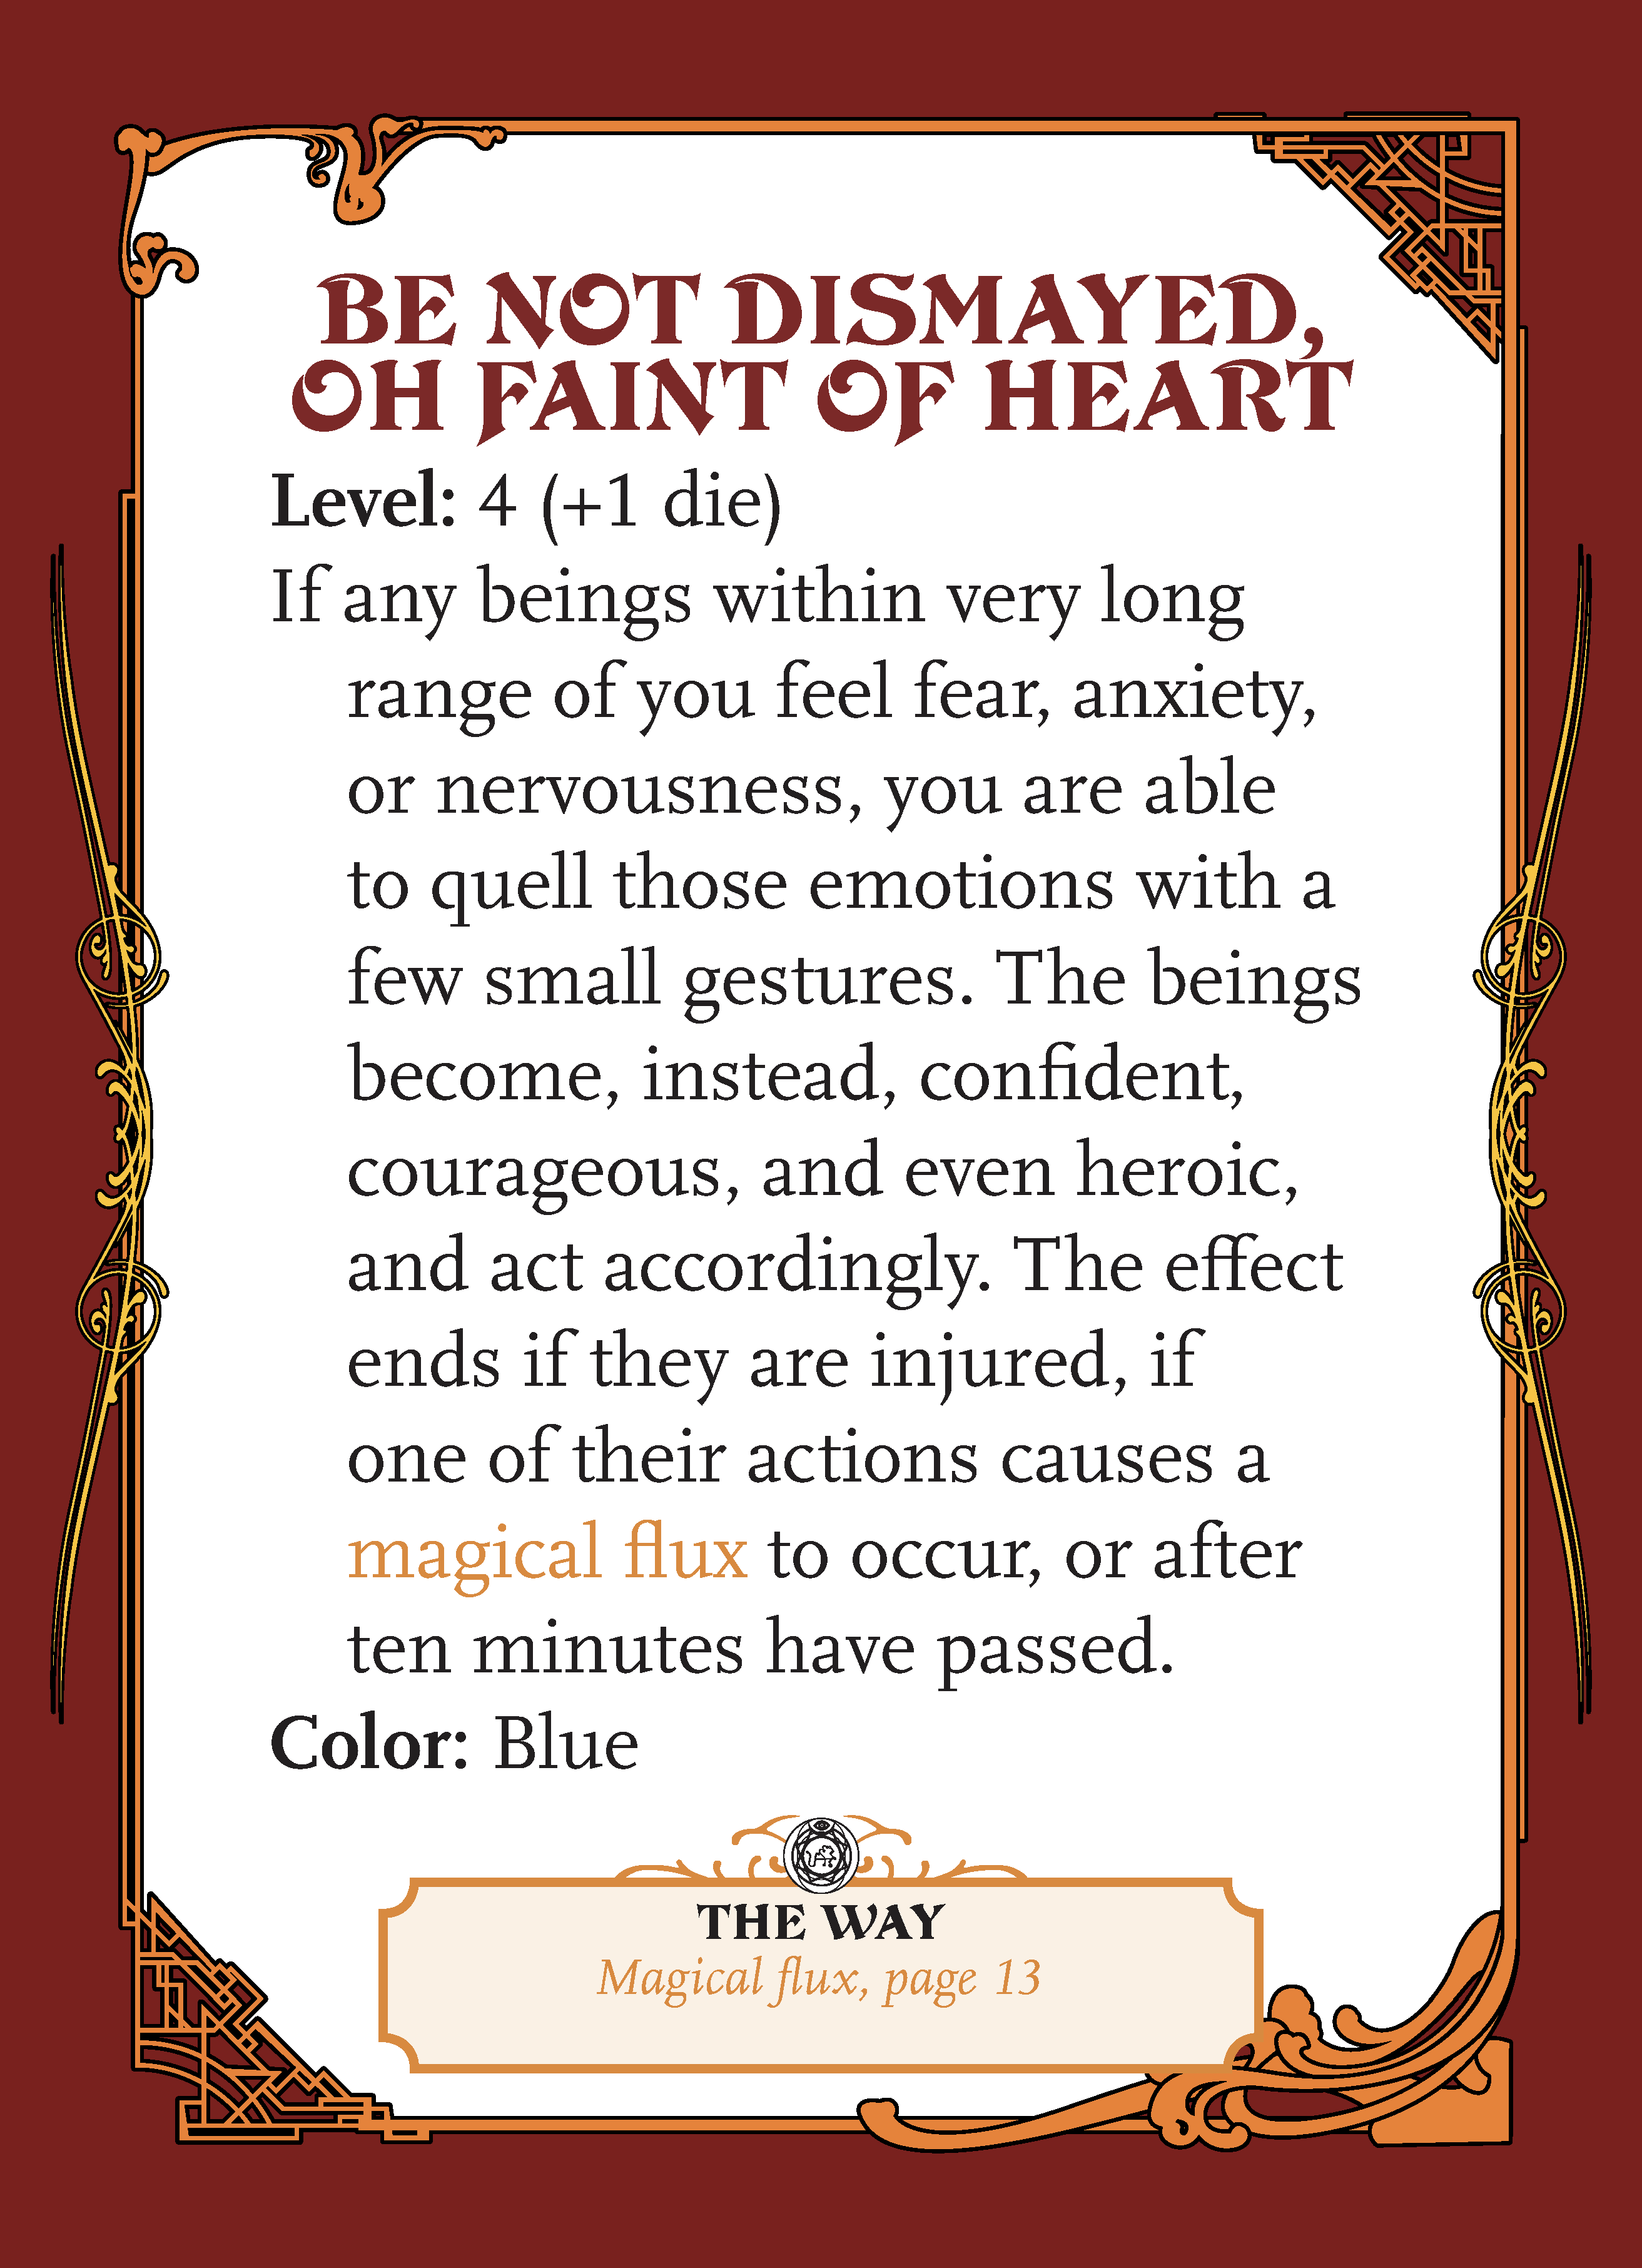 BE NOT DISMAYED,
OH FAINT OF HEART
Level: 4 (+1 die)
If any beings within very long
range of you feel fear, anxiety,
or nervousness, you are able
to quell those emotions with a
few small gestures. The beings
become, instead, confident,
courageous, and even heroic,
and act accordingly. The effect
ends if they are injured, if
one of their actions causes a
magical flux to occur, or after
ten minutes have passed.
Color: Blue
THE WAY
Magical flux, page 13